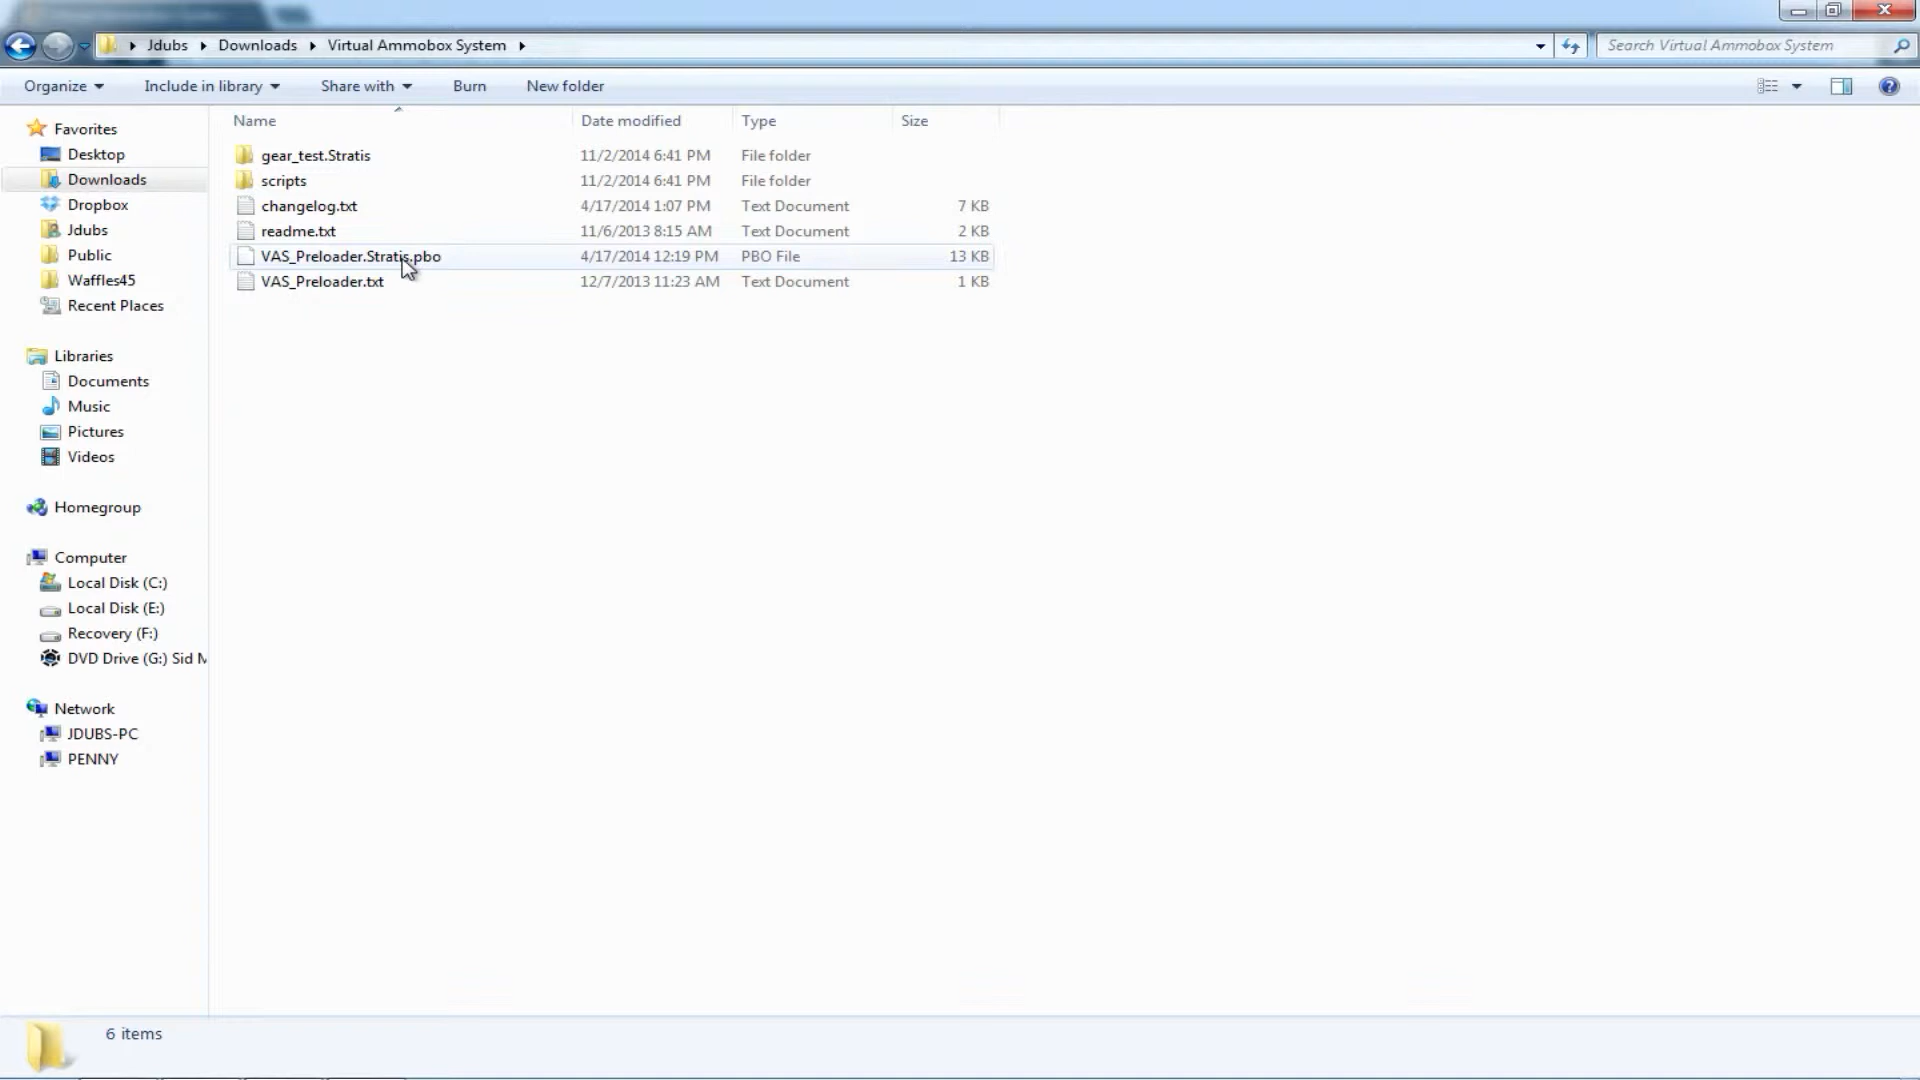 Jdubs Downloads Virtual Ammobox System
Search Virtual Ammobox System
Organize Include in library Share with Burn New folder
Name Date modified Type Size
gear_test.Stratis 11/2/2014 6:41 PM File folder
scripts 11/2/2014 6:41 PM File folder
changelog.txt 4/17/2014 1:07 PM Text Document 7 KB
readme.txt 11/6/2013 8:15 AM Text Document 2 KB
VAS_Preloader.Stratis.pbo 4/17/2014 12:19 PM PBO File 13 KB
VAS_Preloader.txt 12/7/2013 11:23 AM Text Document 1 KB
Favorites
Desktop
Downloads
Dropbox
Jdubs
Public
Waffles45
Recent Places
Libraries
Documents
Music
Pictures
Videos
Homegroup
Computer
Local Disk (C:)
Local Disk (E:)
Recovery (F:)
DVD Drive (G:) Sid
Network
JDUBS-PC
PENNY
6 items